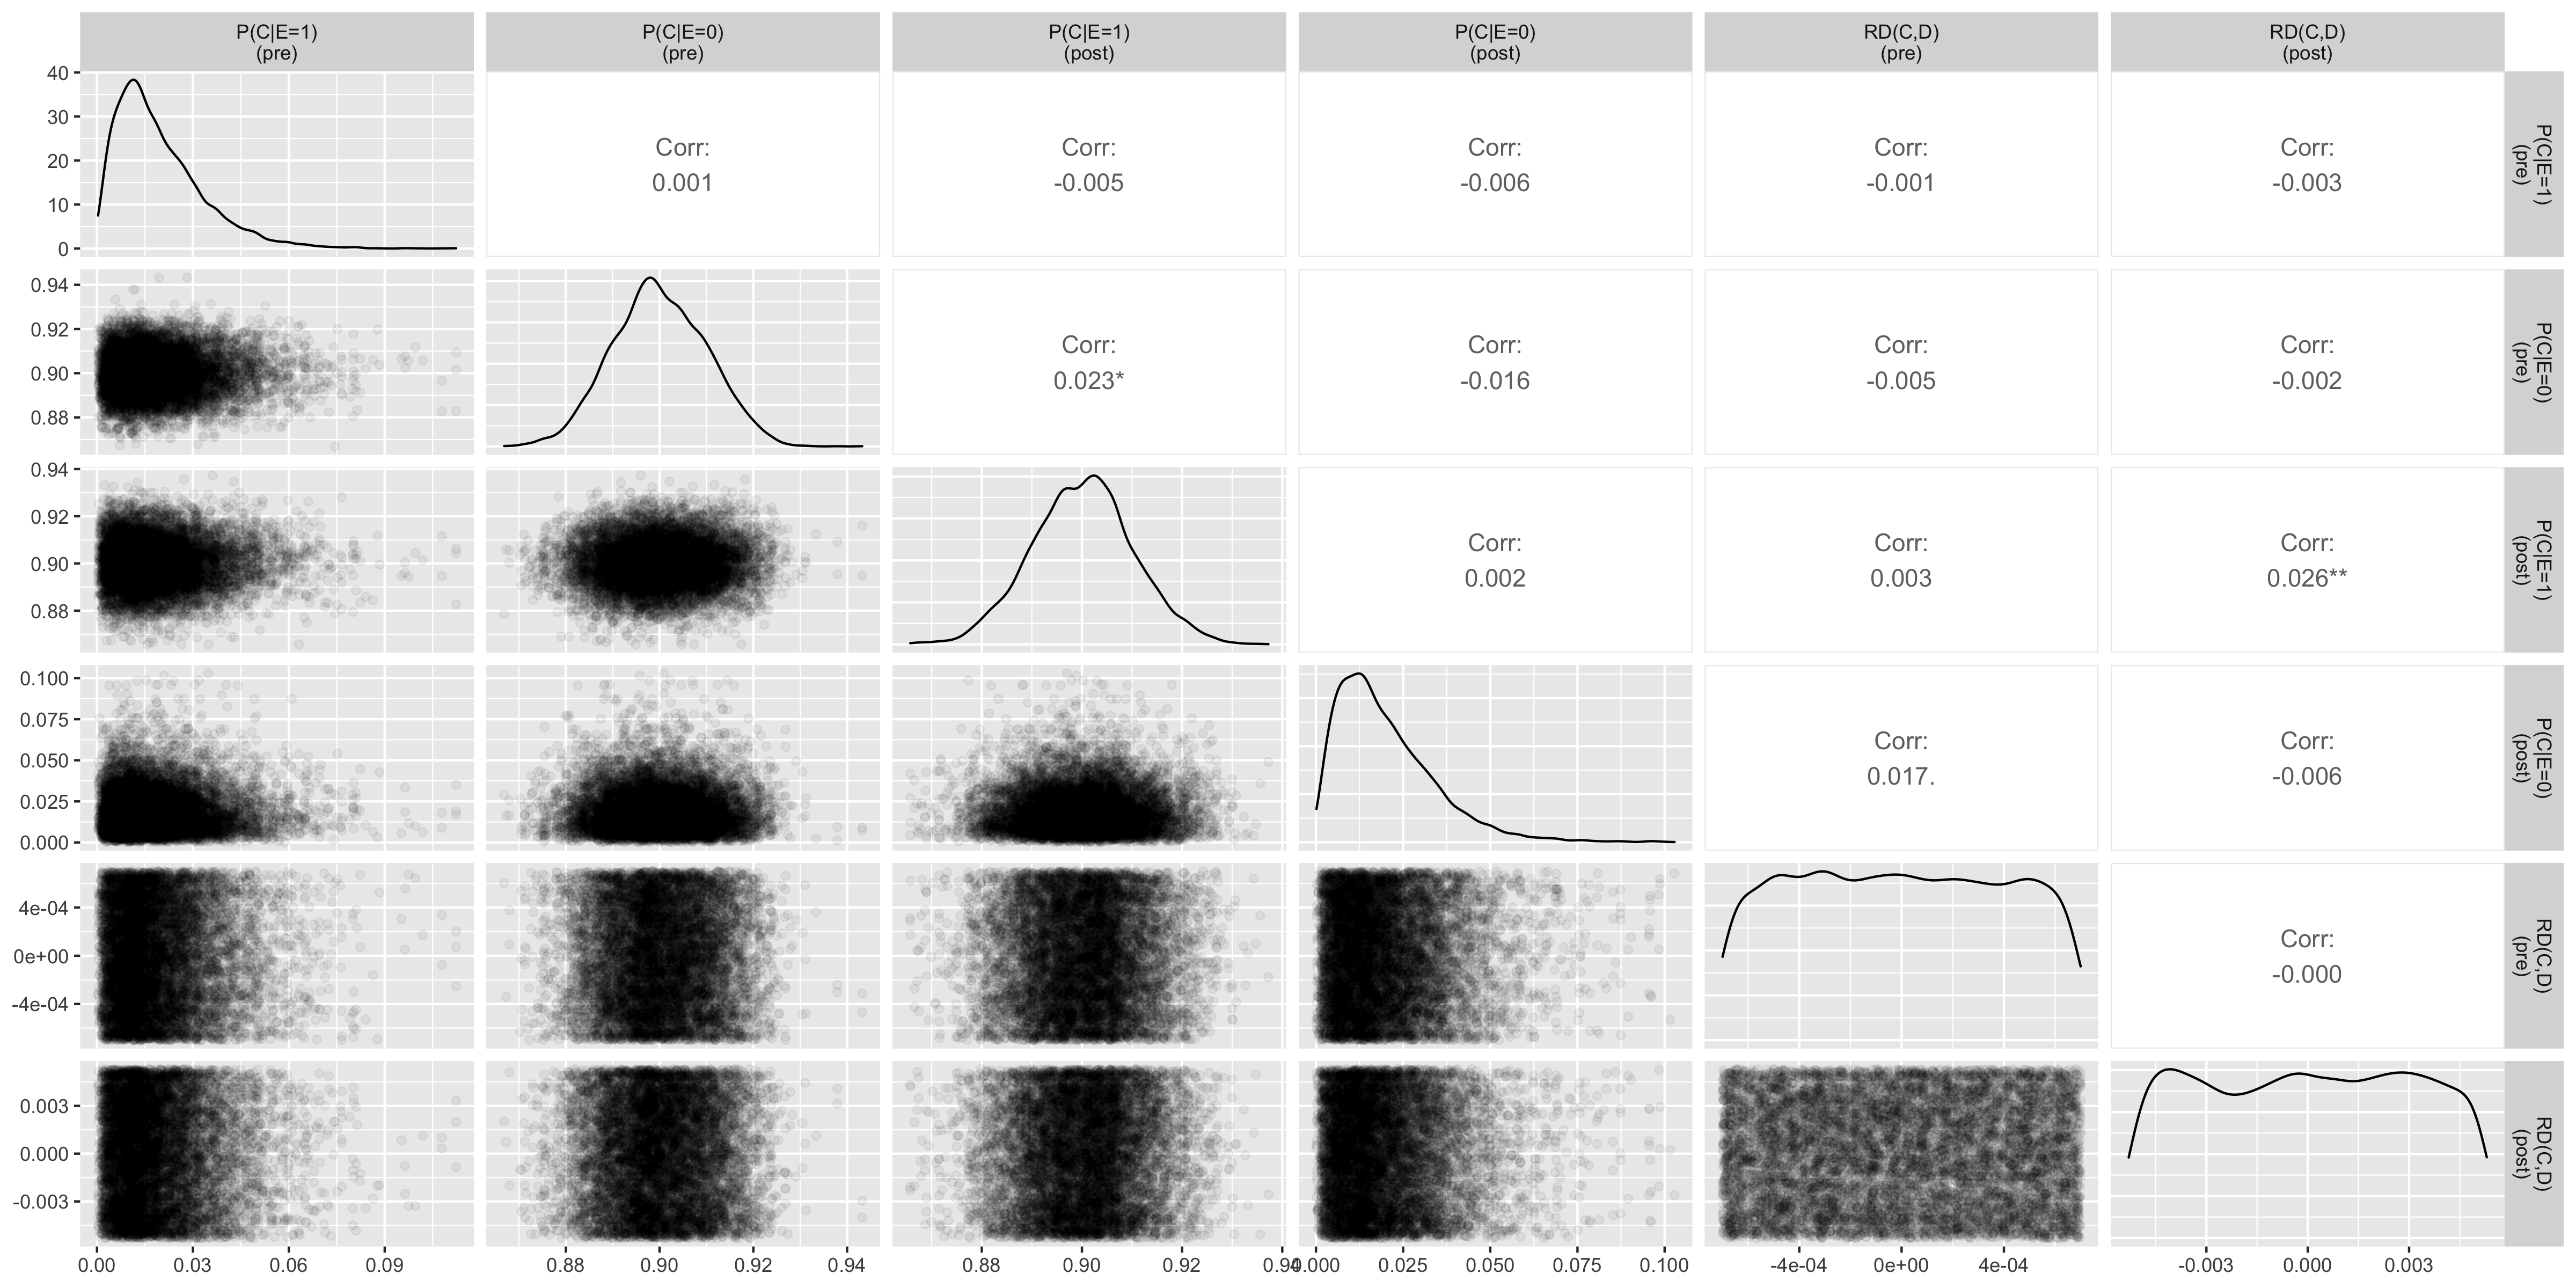 P(C|E=1)
(pre)
P(C|E=0)
(pre)
P(C|E=1)
(post)
P(C|E=0)
(post)
RD(C,D)
(pre)
RD(C,D)
(post)
40
30
20
10
0
Corr:
0.001
Corr:
-0.005
Corr:
-0.006
Corr:
-0.001
Corr:
-0.003
P(C|E=1)
(pre)
0.94
0.92
0.90
0.88
Corr:
0.023*
Corr:
-0.016
Corr:
-0.005
Corr:
-0.002
P(C|E=0)
(pre)
0.94
0.92
0.90
0.88
Corr:
0.002
Corr:
0.003
Corr:
0.026**
P(C|E=1)
(post)
0.100
0.075
0.050
0.025
0.000
Corr:
0.017.
Corr:
-0.006
P(C|E=0)
(post)
4e-04
0e+00
-4e-04
Corr:
-0.000
RD(C,D)
(pre)
0.003
0.000
-0.003
RD(C,D)
(post)
0.00 0.03 0.06 0.09
0.88 0.90 0.92 0.94
0.88 0.90 0.92 0.94
0.000 0.025 0.050 0.075 0.100
-4e-04 0e+00 4e-04
-0.003 0.000 0.003